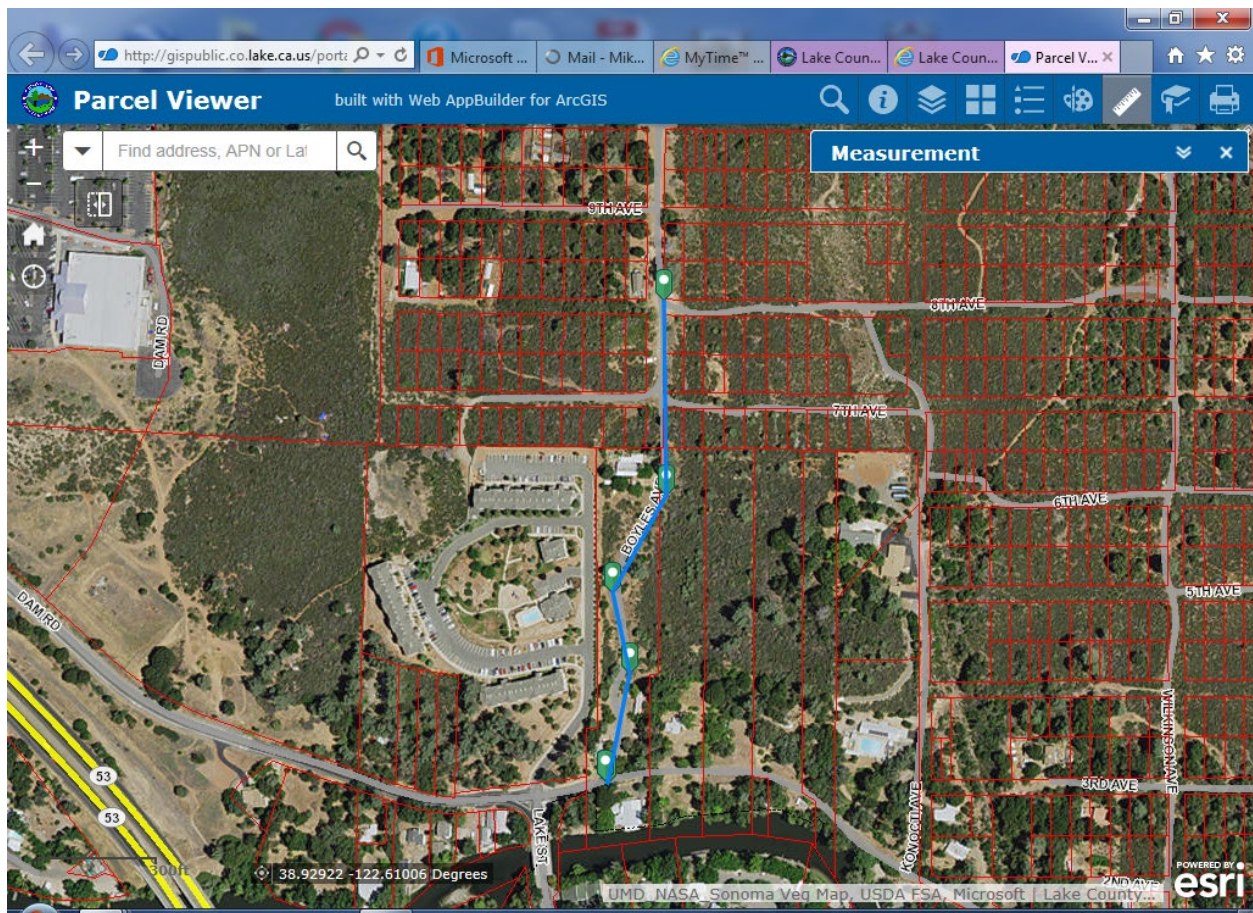 http://gispublic.co.lake.ca.us/porta
Microsoft ...
Mail - Mik...
MyTime™ ...
Lake Coun...
Lake Coun...
Parcel V...
Parcel Viewer
built with Web AppBuilder for ArcGIS
Find address, APN or Lat
Measurement
9TH AVE
8TH AVE
DAM RD
7TH AVE
6TH AVE
BOYLES AVE
5TH AVE
DAM RD
WILKINSON AVE
53
53
3RD AVE
LAKE ST.
KONOCTI AVE
300ft
38.92922 -122.61006 Degrees
2ND AVE
POWERED BY
esri
UMD, NASA, Sonoma Veg Map, USDA FSA, Microsoft | Lake County...